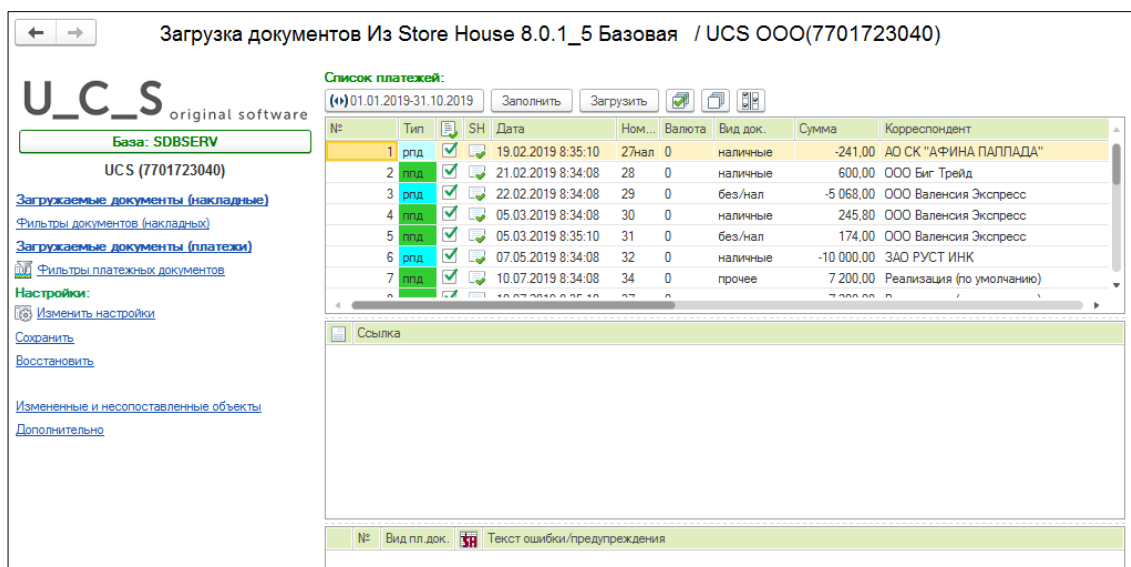 Загрузка документов Из Store House 8.0.1_5 Базовая / UCS ООО(7701723040)
U_C_S original software
База: SDBSERV
UCS (7701723040)
Загружаемые документы (накладные)
Фильтры документов (накладных)
Загружаемые документы (платежи)
Фильтры платежных документов
Настройки:
Изменить настройки
Сохранить
Восстановить
Измененные и несопоставленные объекты
Дополнительно
Список платежей:
01.01.2019-31.10.2019 Заполнить Загрузить
№ Тип SH Дата Ном... Валюта Вид док. Сумма Корреспондент
1 рпд 19.02.2019 8:35:10 27нал 0 наличные -241,00 АО СК "АФИНА ПАЛЛАДА"
2 ппд 21.02.2019 8:34:08 28 0 наличные 600,00 ООО Биг Трейд
3 рпд 22.02.2019 8:34:08 29 0 без/нал -5 068,00 ООО Валенсия Экспресс
4 ппд 05.03.2019 8:34:08 30 0 наличные 245,80 ООО Валенсия Экспресс
5 ппд 05.03.2019 8:35:10 31 0 без/нал 174,00 ООО Валенсия Экспресс
6 рпд 07.05.2019 8:34:08 32 0 наличные -10 000,00 ЗАО РУСТ ИНК
7 ппд 10.07.2019 8:34:08 34 0 прочее 7 200,00 Реализация (по умолчанию)
Ссылка
№ Вид пл.док. SH Текст ошибки/предупреждения